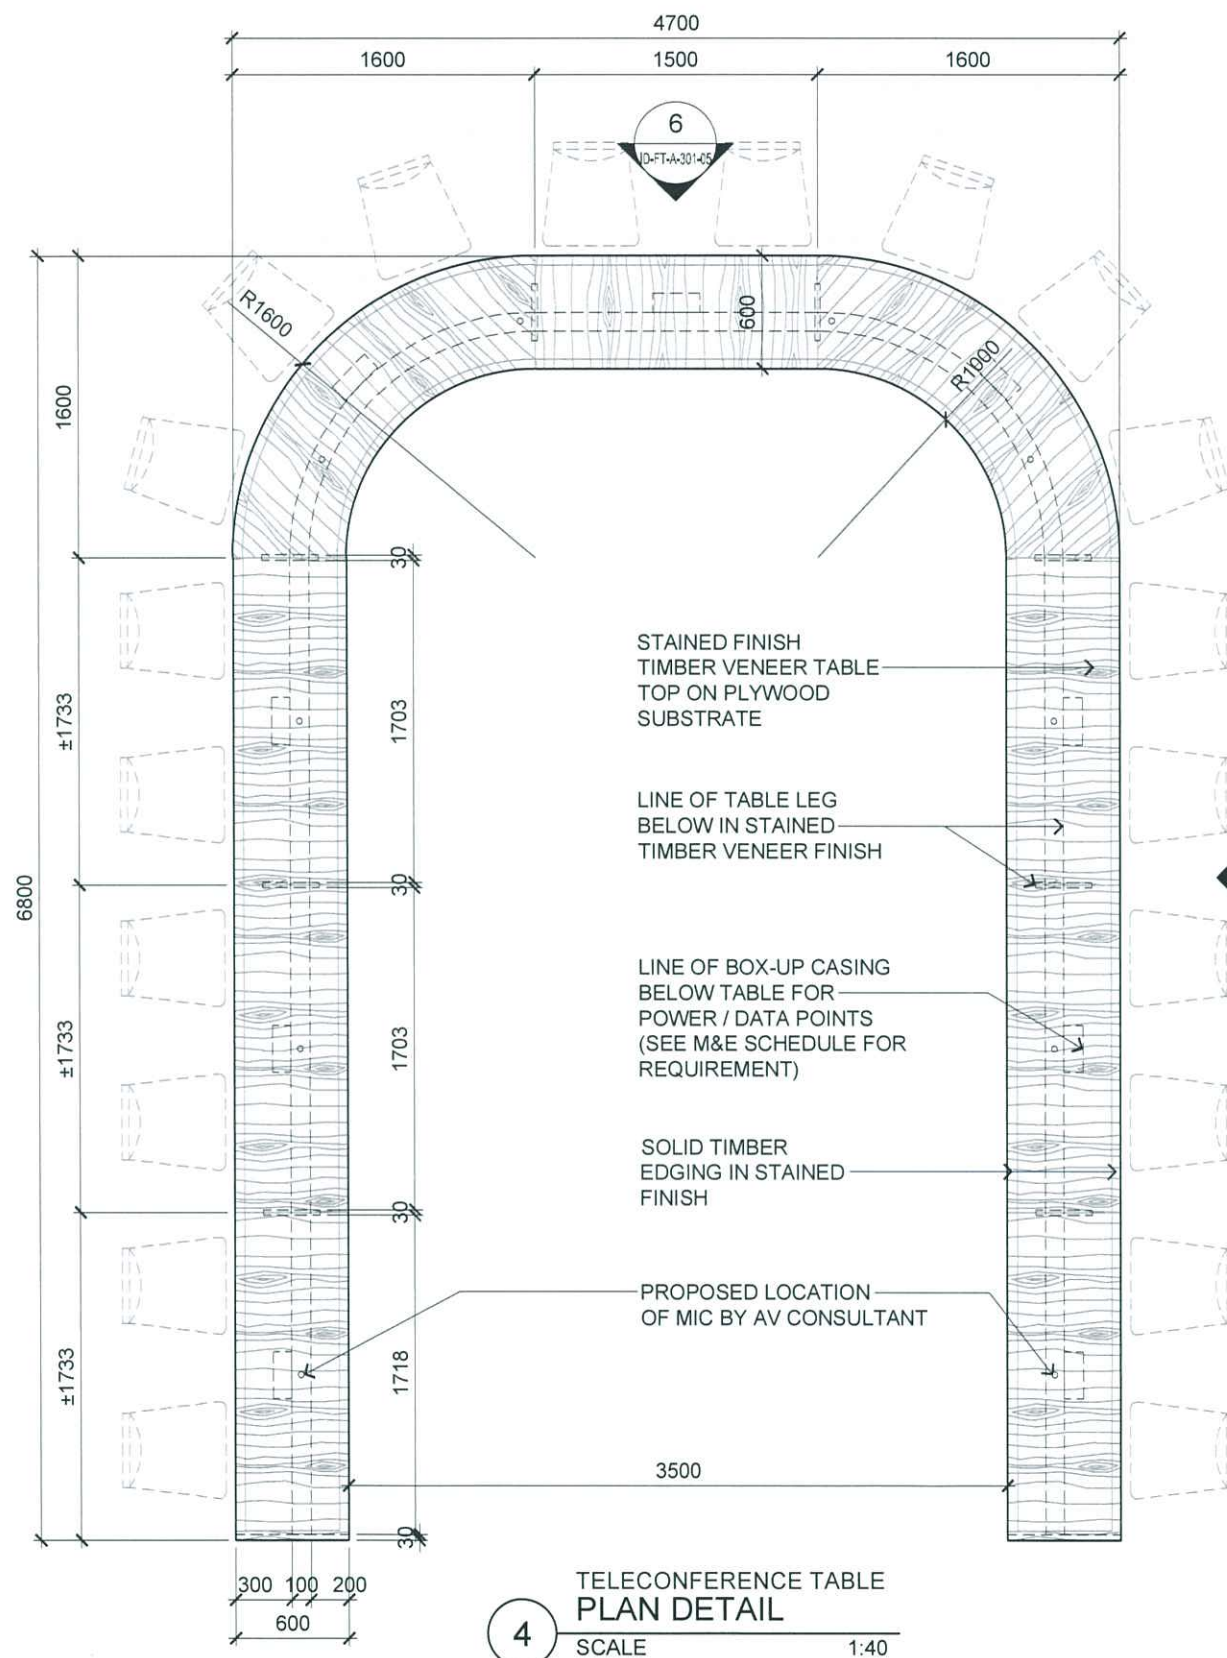 4700
1600
1500
1600
6
ID-FT-A-301-05
R1600
600
R1000
1600
30
STAINED FINISH
TIMBER VENEER TABLE
TOP ON PLYWOOD
SUBSTRATE
±1733
1703
LINE OF TABLE LEG
BELOW IN STAINED
TIMBER VENEER FINISH
6800
30
LINE OF BOX-UP CASING
BELOW TABLE FOR
POWER / DATA POINTS
(SEE M&E SCHEDULE FOR
REQUIREMENT)
±1733
1703
SOLID TIMBER
EDGING IN STAINED
FINISH
30
PROPOSED LOCATION
OF MIC BY AV CONSULTANT
±1733
1718
3500
30
300 100 200
600
4
TELECONFERENCE TABLE
PLAN DETAIL
SCALE 1:40